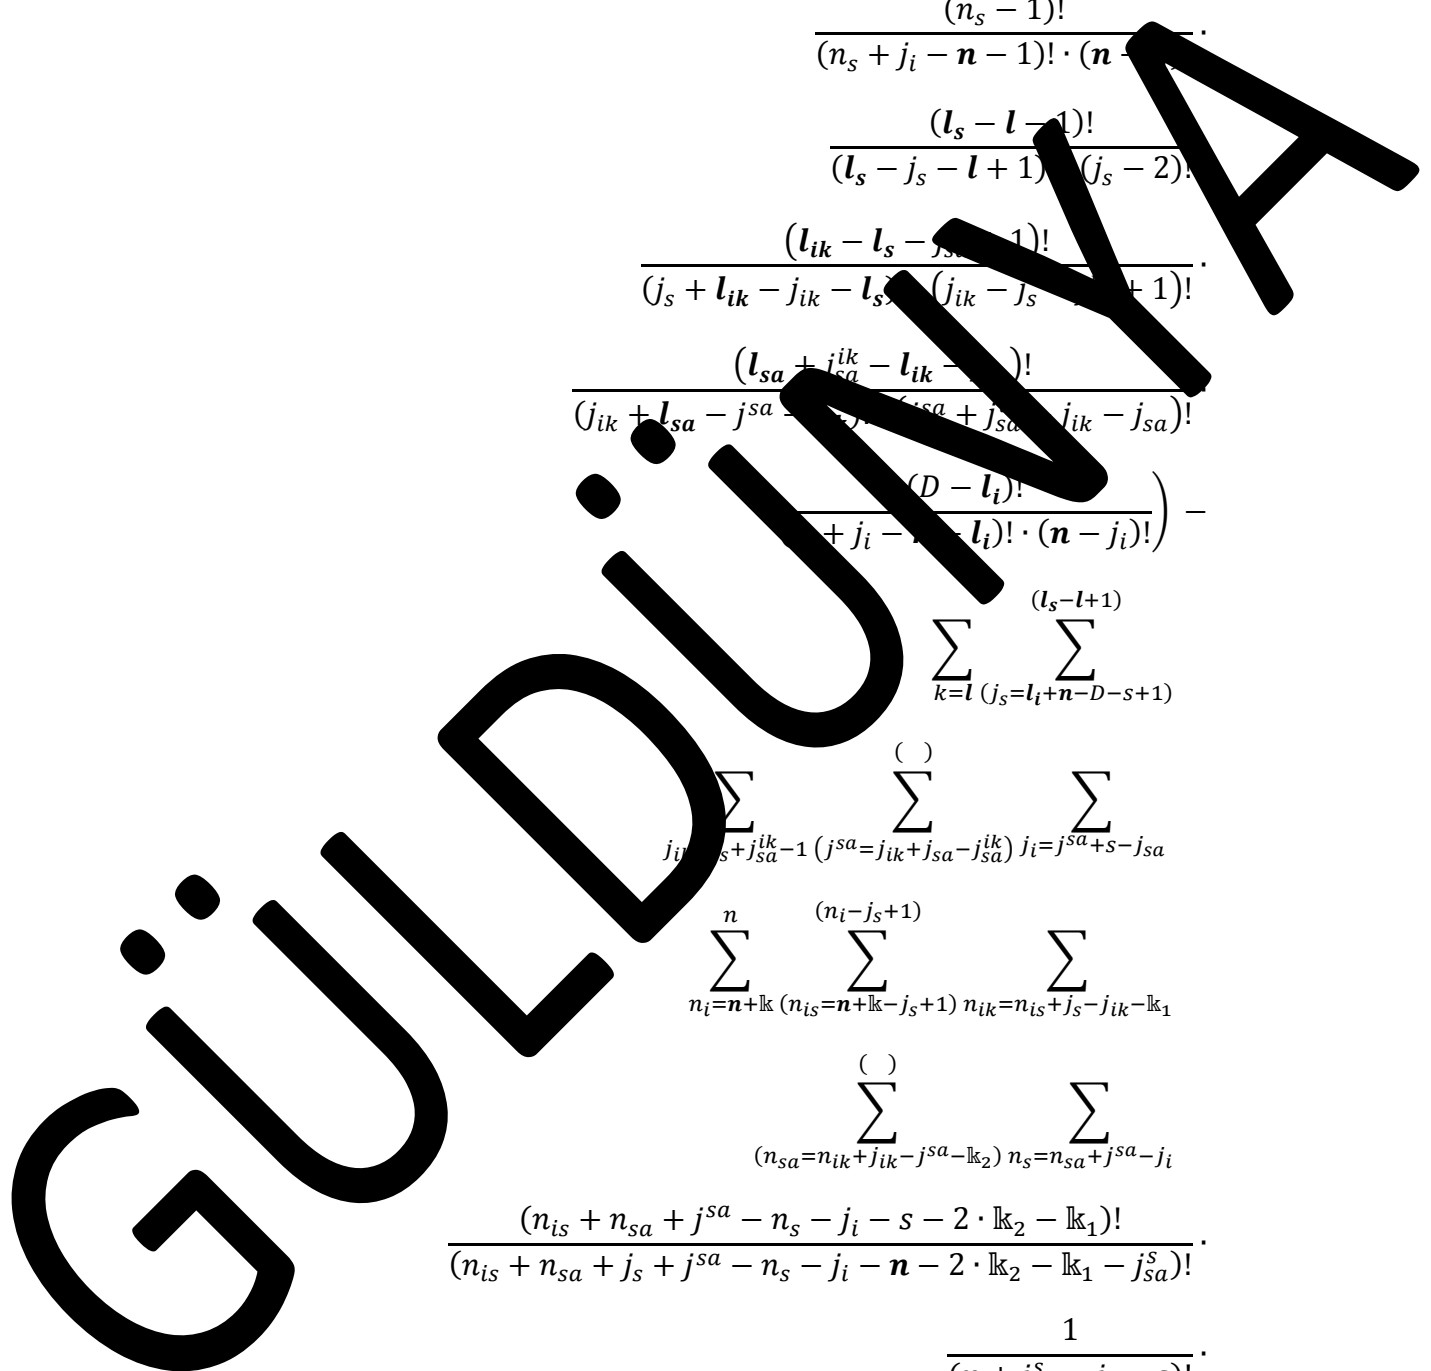 (n_s − 1)!
(n_s + j_i − n − 1)! · (n − ·
(l_s − l − 1)!
(l_s − j_s − l + 1) (j_s − 2)!
(l_ik − l_s − 1)!
(j_s + l_ik − j_ik − l_s) (j_ik − j_s + 1)! ·
(l_sa + j_sa^ik − l_ik − )!
(j_ik + l_sa − j^sa − (j^sa + j_sa j_ik − j_sa)!
(D − l_i)!
+ j_i − l_i)! · (n − j_i)!) −
(l_s−l+1)
∑ ∑
k=l (j_s=l_i+n−D−s+1)
( )
∑ ∑ ∑
s+j_sa^ik−1 (j^sa=j_ik+j_sa−j_sa^ik) j_i=j^sa+s−j_sa
n (n_i−j_s+1)
∑ ∑ ∑
n_i=n+𝕜 (n_is=n+𝕜−j_s+1) n_ik=n_is+j_s−j_ik−𝕜_1
( )
∑ ∑
(n_sa=n_ik+j_ik−j^sa−𝕜_2) n_s=n_sa+j^sa−j_i
(n_is + n_sa + j^sa − n_s − j_i − s − 2 · 𝕜_2 − 𝕜_1)!
(n_is + n_sa + j_s + j^sa − n_s − j_i − n − 2 · 𝕜_2 − 𝕜_1 − j_sa^s)! ·
1
GÜLDÜNYA